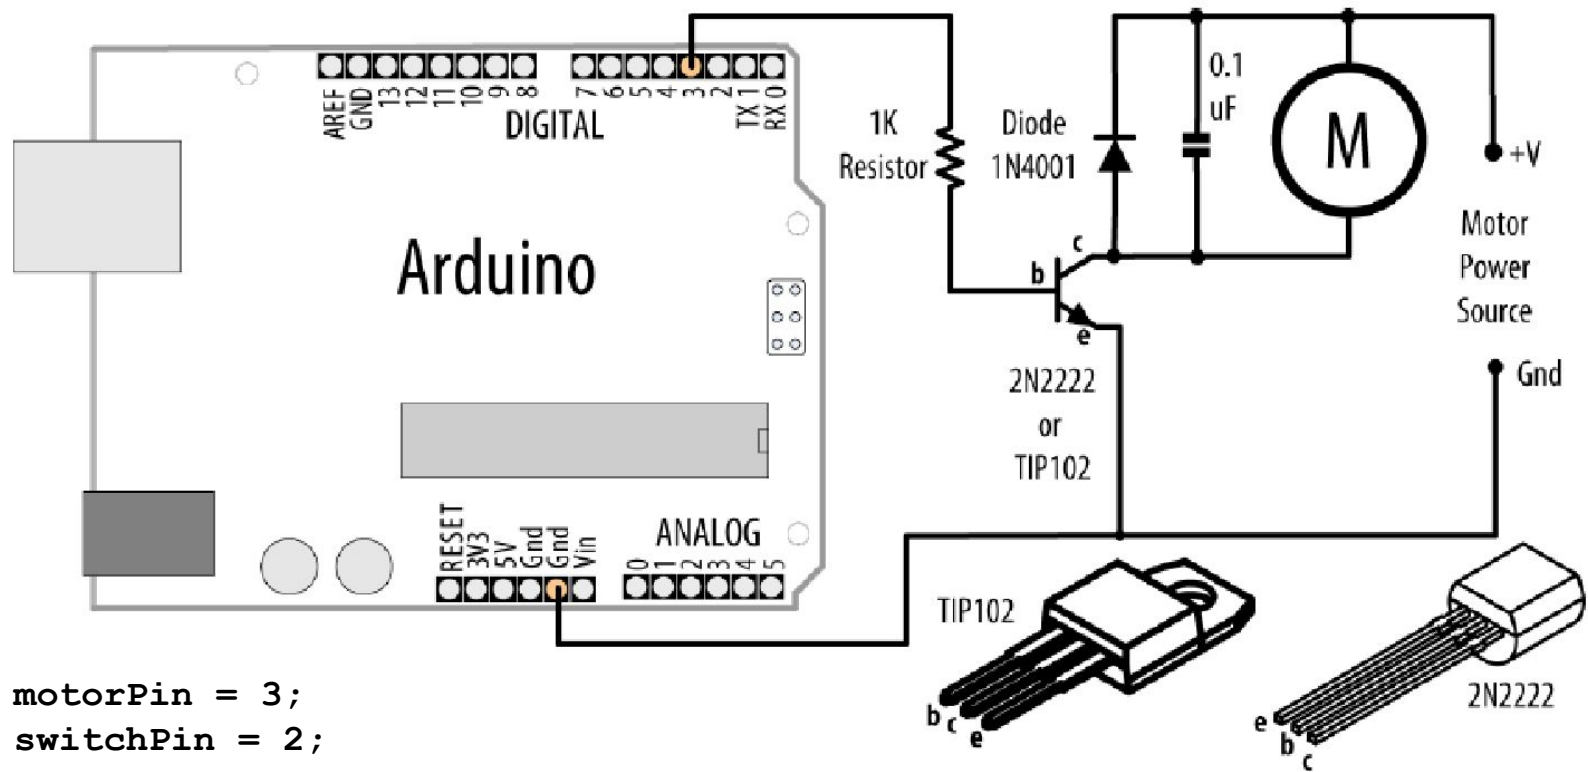 AREF
GND
13
12
11
10
9
8
7
6
5
4
3
2
TX 1
RX 0
DIGITAL
Arduino
RESET
3V3
5V
Gnd
Gnd
Vin
ANALOG
0
1
2
3
4
5
1K
Resistor
Diode
1N4001
0.1
uF
M
+V
Motor
Power
Source
Gnd
c
b
e
2N2222
or
TIP102
TIP102
b
c
e
2N2222
e
b
c
motorPin = 3;
switchPin = 2;